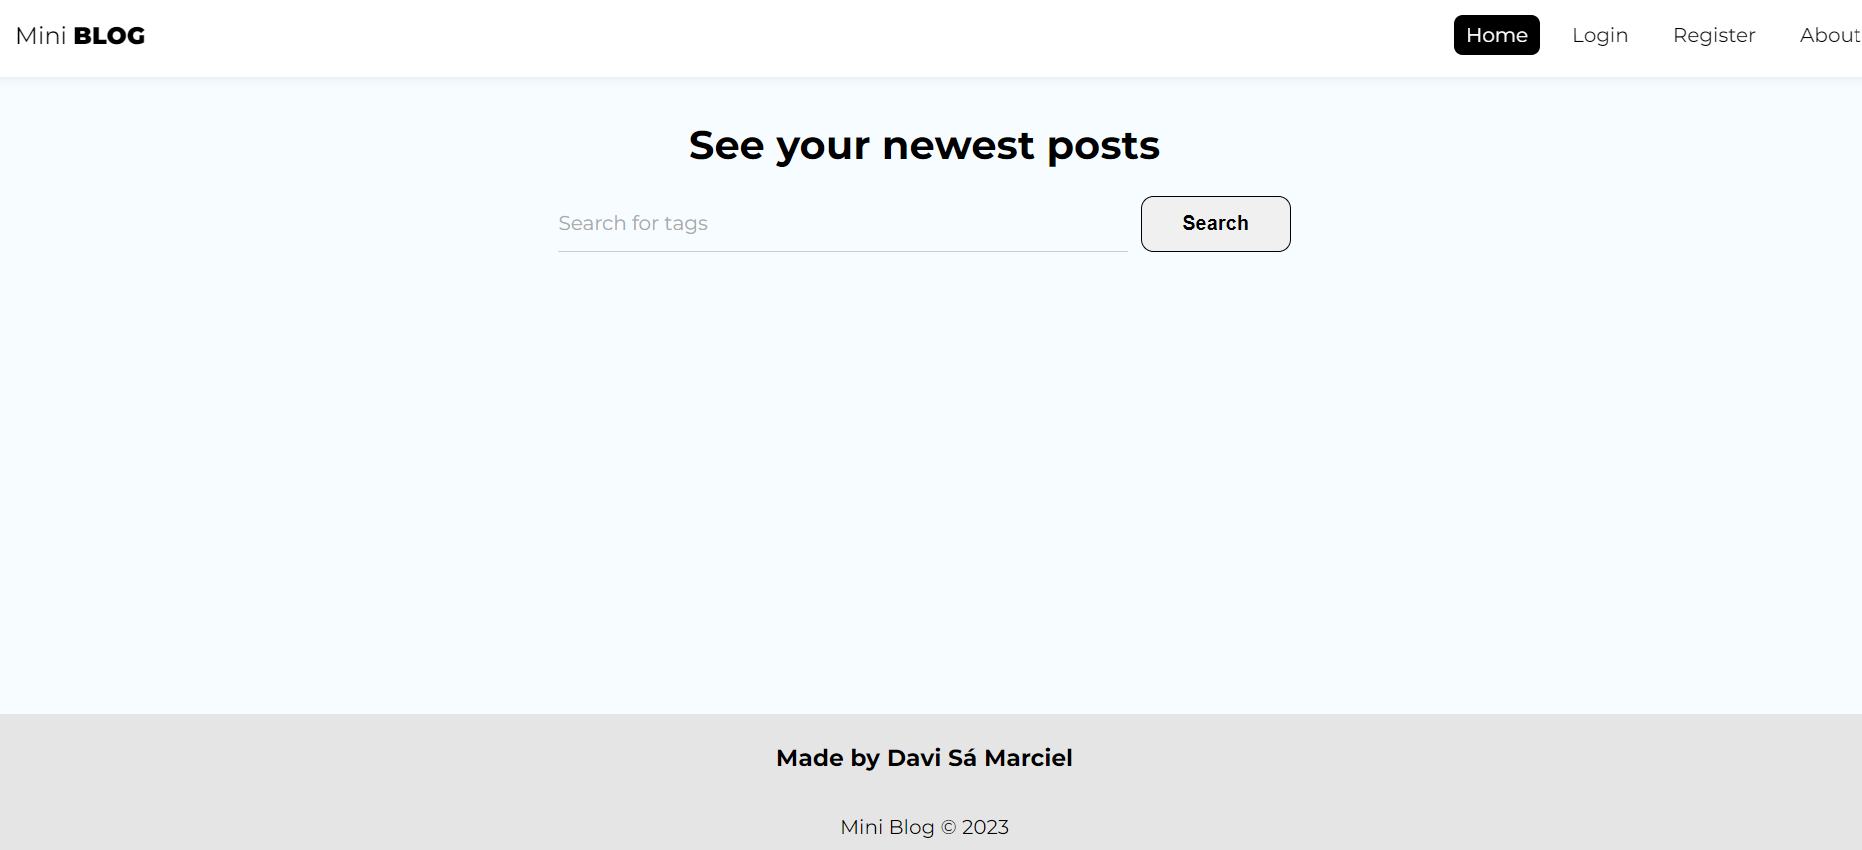 Mini BLOG Home Login Register About
See your newest posts
Search for tags Search
Made by Davi Sá Marciel
Mini Blog © 2023